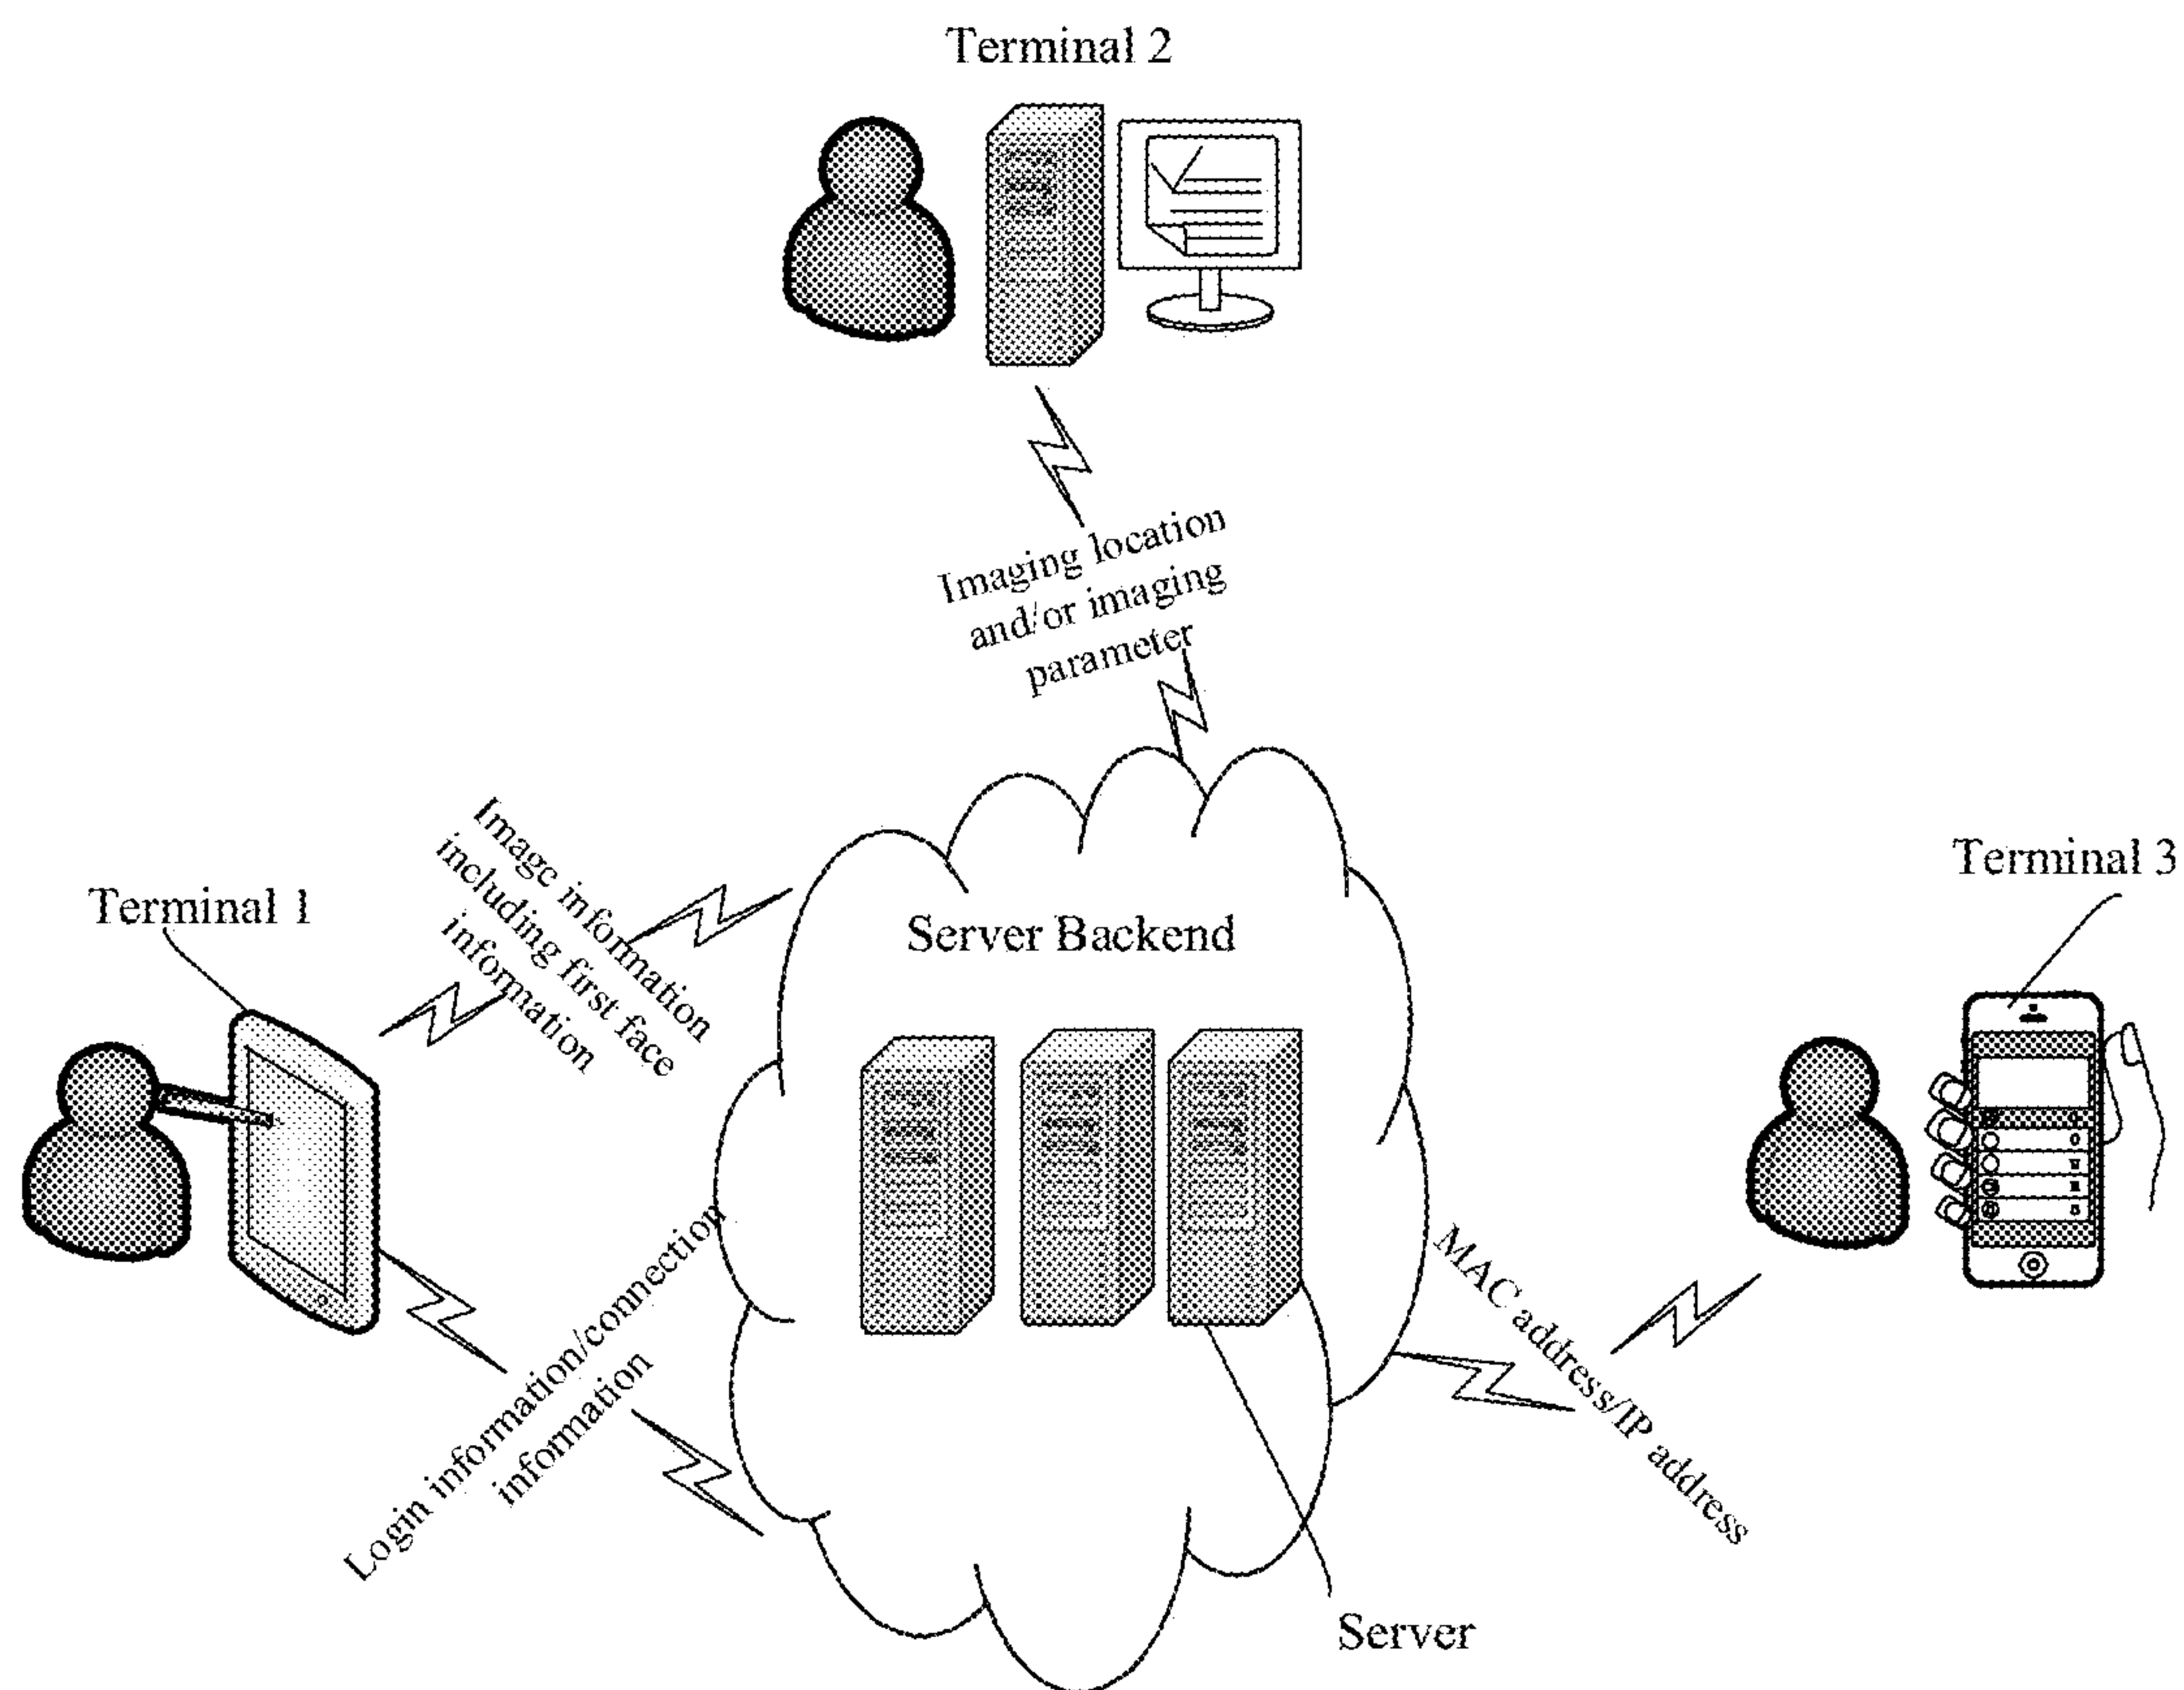 Terminal 2
Imaging location
and/or imaging
parameter
Image information
including first face
information
Terminal 1
Server Backend
Terminal 3
Login information/connection
information
MAC address/IP address
Server